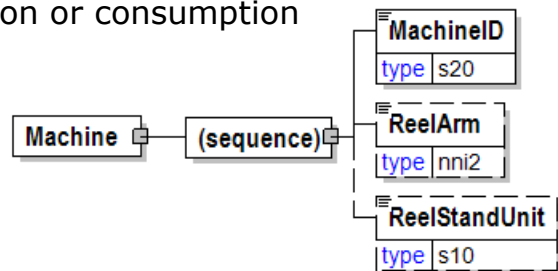 on or consumption
MachineID
type s20
Machine
(sequence)
ReelArm
type nni2
ReelStandUnit
type s10